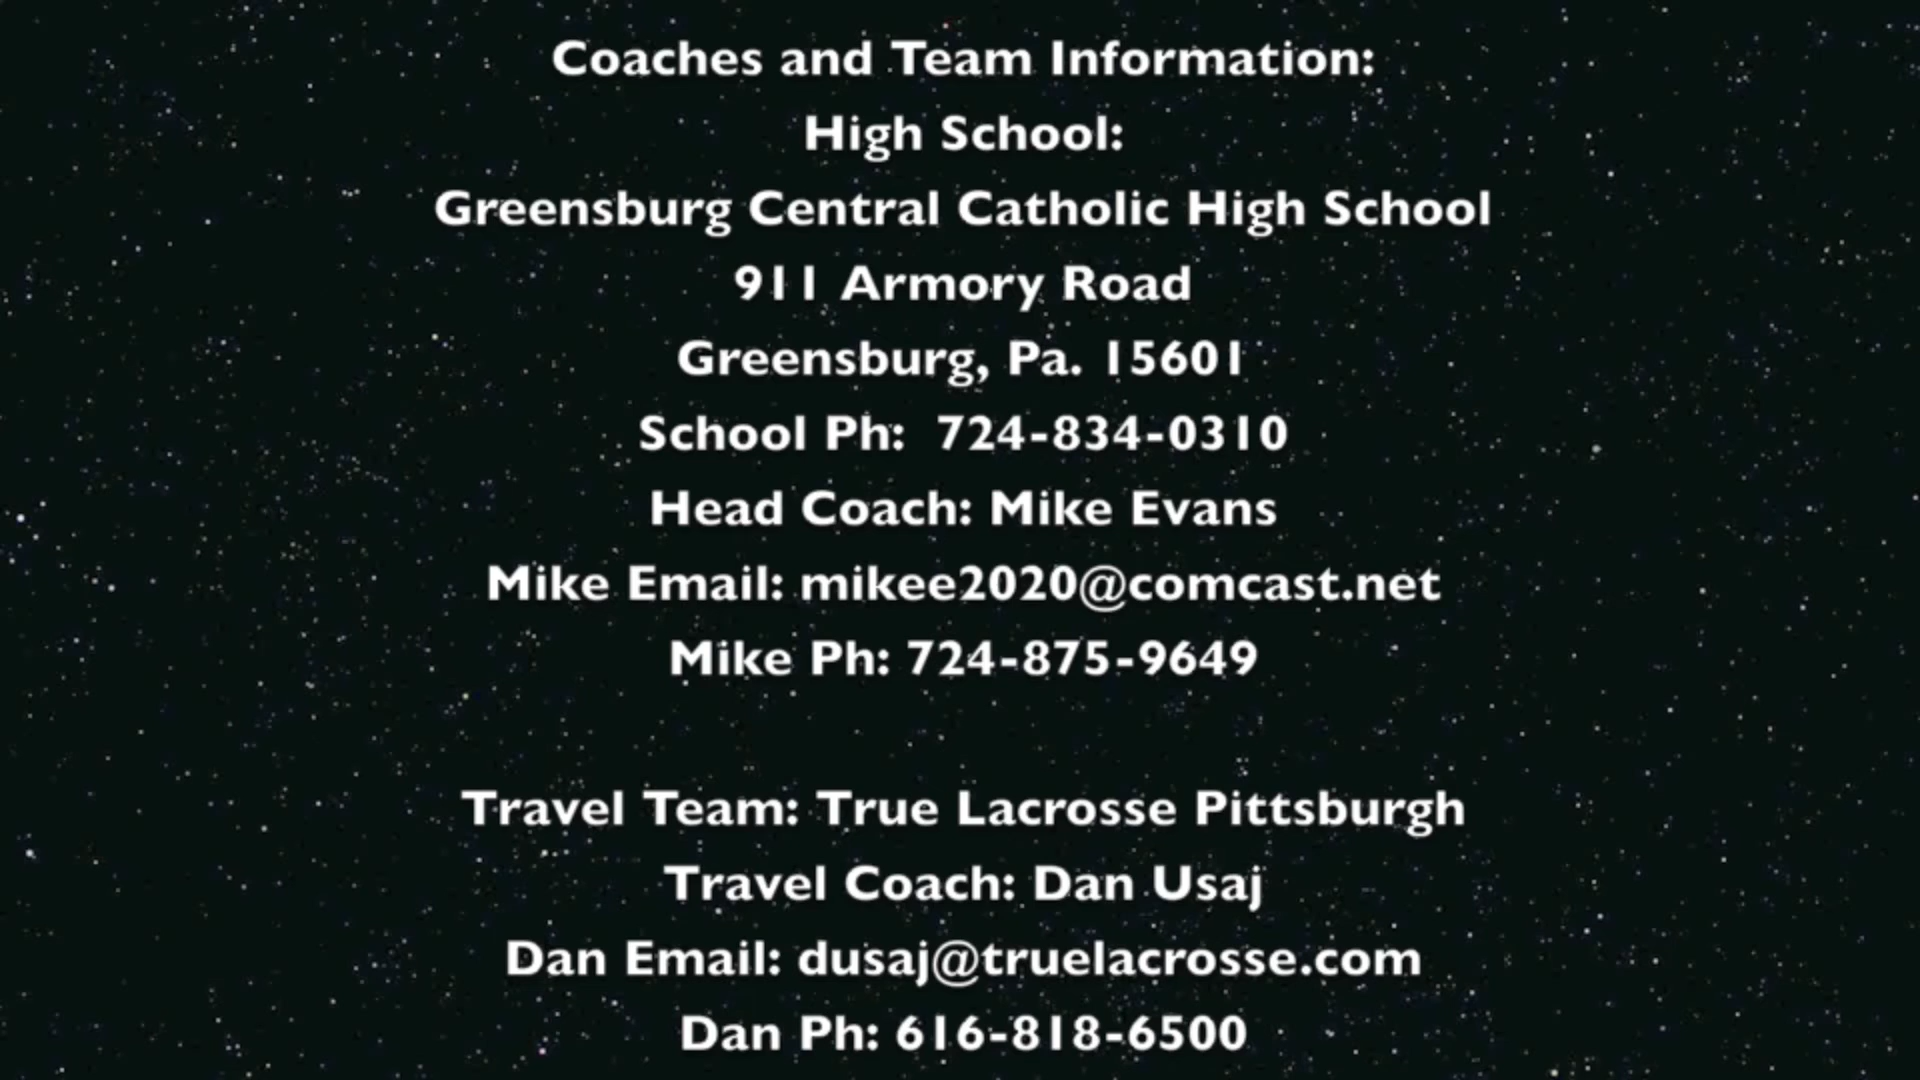 Coaches and Team Information:
High School:
Greensburg Central Catholic High School
911 Armory Road
Greensburg, Pa. 15601
School Ph:  724-834-0310
Head Coach: Mike Evans
Mike Email: mikee2020@comcast.net
Mike Ph: 724-875-9649
Travel Team: True Lacrosse Pittsburgh
Travel Coach: Dan Usaj
Dan Email: dusaj@truelacrosse.com
Dan Ph: 616-818-6500